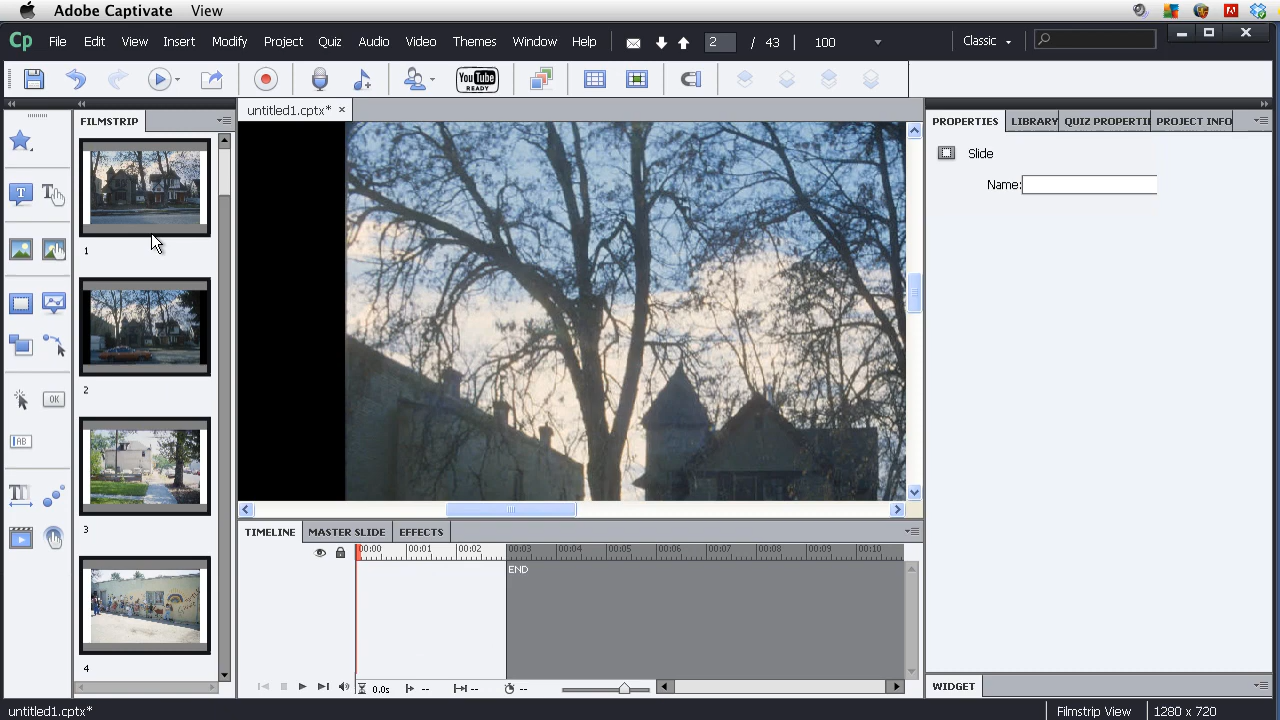 Adobe Captivate View
Cp File Edit View Insert Modify Project Quiz Audio Video Themes Window Help 2 / 43 100 Classic
YouTube
READY
FILMSTRIP
untitled1.cptx*
PROPERTIES LIBRARY QUIZ PROPERTI PROJECT INFO
Slide
Name:
1
2
3
4
T
OK
AB
TIMELINE MASTER SLIDE EFFECTS
00:00 00:01 00:02 00:03 00:04 00:05 00:06 00:07 00:08 00:09 00:10
END
0.0s -- -- --
WIDGET
untitled1.cptx* Filmstrip View 1280 x 720